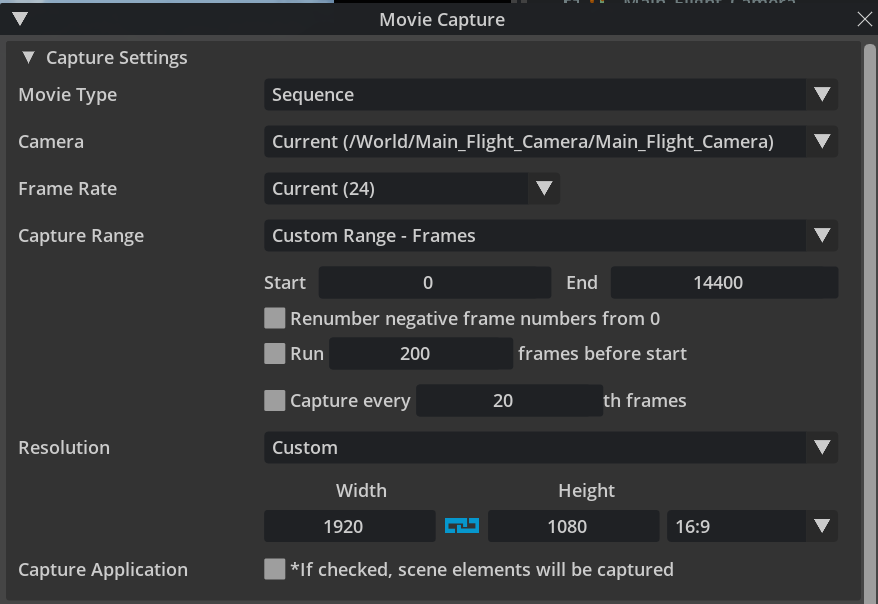 Main_Flight_Camera
Movie Capture
Capture Settings
Movie Type Sequence
Camera Current (/World/Main_Flight_Camera/Main_Flight_Camera)
Frame Rate Current (24)
Capture Range Custom Range - Frames
Start 0 End 14400
Renumber negative frame numbers from 0
Run 200 frames before start
Capture every 20 th frames
Resolution Custom
Width Height
1920 1080 16:9
Capture Application *If checked, scene elements will be captured